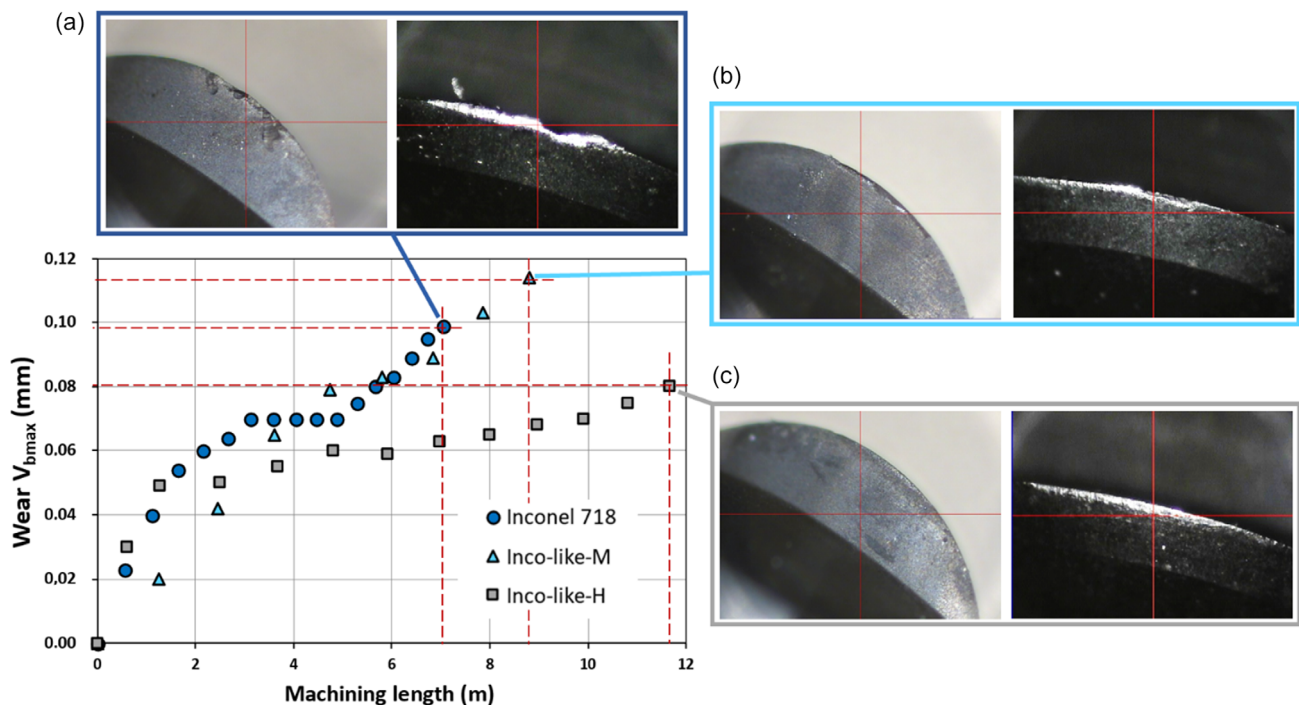 (a)
(b)
(c)
0.12
0.10
0.08
0.06
0.04
0.02
0.00
Wear Vbmax (mm)
Inconel 718
Inco-like-M
Inco-like-H
0 2 4 6 8 10 12
Machining length (m)